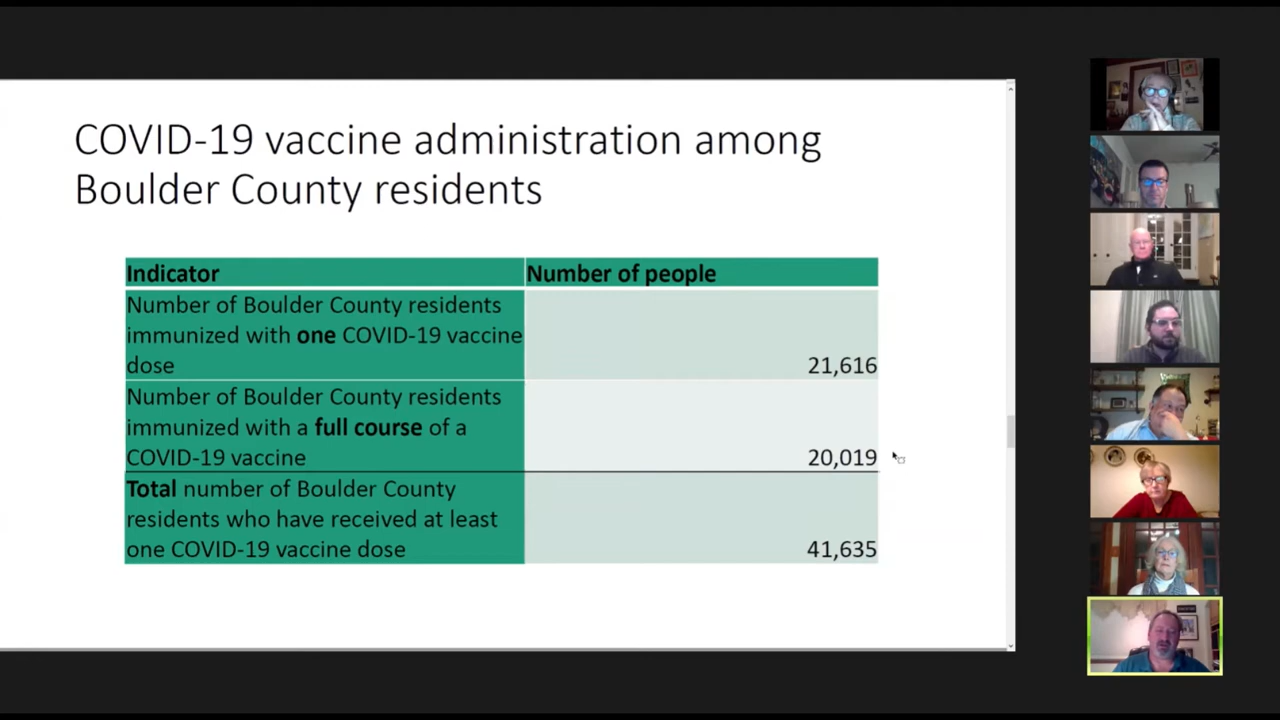 COVID-19 vaccine administration among
Boulder County residents
Indicator
Number of people
Number of Boulder County residents
immunized with one COVID-19 vaccine
dose
21,616
Number of Boulder County residents
immunized with a full course of a
COVID-19 vaccine
20,019
Total number of Boulder County
residents who have received at least
one COVID-19 vaccine dose
41,635